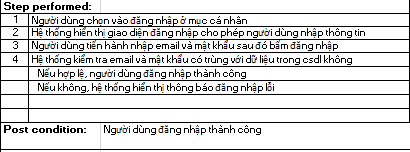 Step performed:
1 Người dùng chọn vào đăng nhập ở mục cá nhân
2 Hệ thống hiển thị giao diện đăng nhập cho phép người dùng nhập thông tin
3 Người dùng tiến hành nhập email và mật khẩu sau đó bấm đăng nhập
4 Hệ thống kiểm tra email và mật khẩu có trùng với dữ liệu trong csdl không
Nếu hợp lệ, người dùng đăng nhập thành công
Nếu không, hệ thống hiển thị thông báo đăng nhập lỗi
Post condition: Người dùng đăng nhập thành công